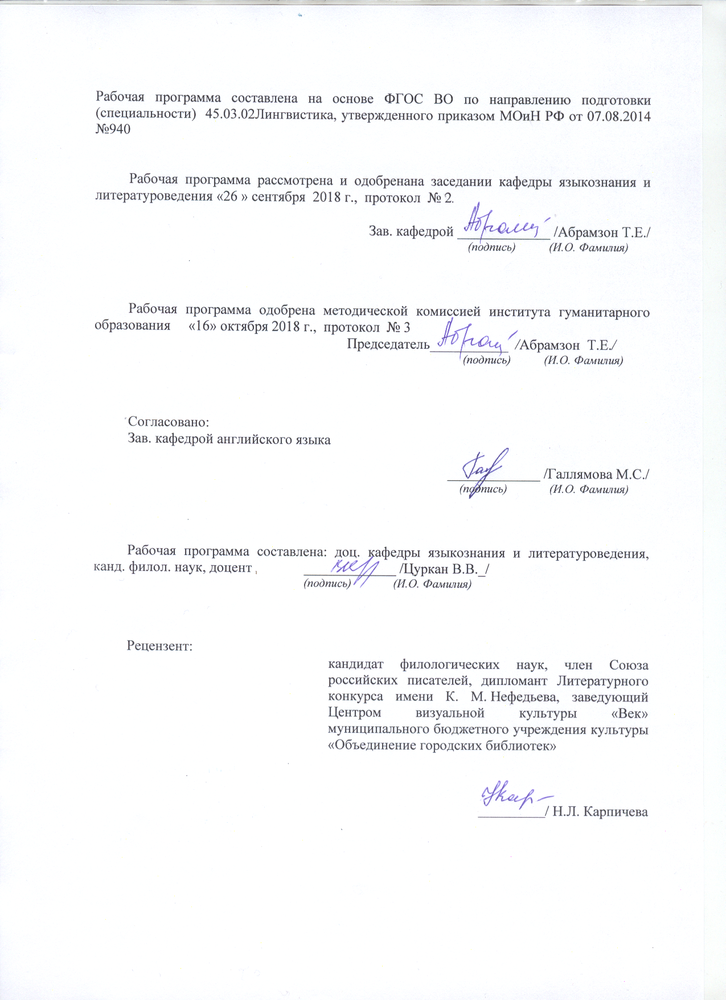 Рабочая программа составлена на основе ФГОС ВО по направлению подготовки
(специальности) 45.03.02Лингвистика, утвержденного приказом МОиН РФ от 07.08.2014
№940
Рабочая программа рассмотрена и одобренана заседании кафедры языкознания и
литературоведения «26 » сентября 2018 г., протокол № 2.
Зав. кафедрой _____________ /Абрамзон Т.Е./
(подпись) (И.О. Фамилия)
Рабочая программа одобрена методической комиссией института гуманитарного
образования «16» октября 2018 г., протокол № 3
Председатель___________ /Абрамзон Т.Е./
(подпись) (И.О. Фамилия)
Согласовано:
Зав. кафедрой английского языка
_____________ /Галлямова М.С./
(подпись) (И.О. Фамилия)
Рабочая программа составлена: доц. кафедры языкознания и литературоведения,
канд. филол. наук, доцент _____________ /Цуркан В.В._/
(подпись) (И.О. Фамилия)
Рецензент:
кандидат филологических наук, член Союза
российских писателей, дипломант Литературного
конкурса имени К. М. Нефедьева, заведующий
Центром визуальной культуры «Век»
муниципального бюджетного учреждения культуры
«Объединение городских библиотек»
_________/ Н.Л. Карпичева